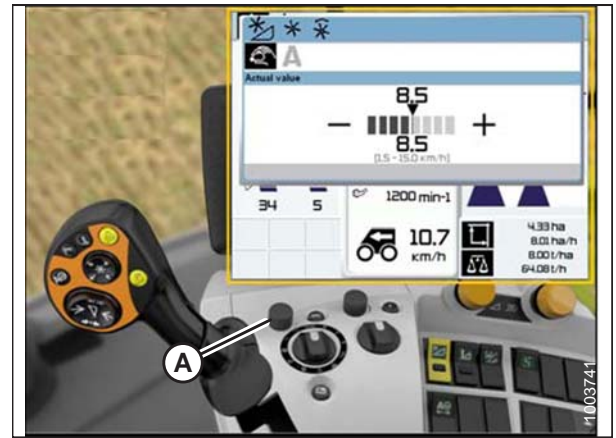 A
Actual value
8.5
8.5
[1.5 - 15.0 km/h]
34
5
1200 min-1
10.7
km/h
4.33 ha
8.01 ha/h
8.00 t/h
64.08 t/h
A
1003741